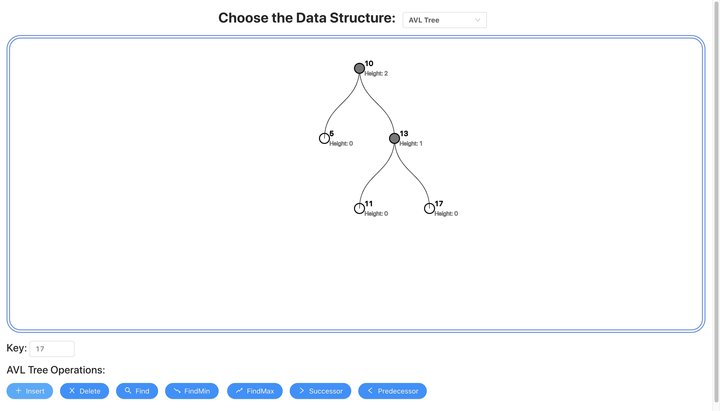 Choose the Data Structure: AVL Tree
10
Height: 2
5
Height: 0
13
Height: 1
11
Height: 0
17
Height: 0
Key: 17
AVL Tree Operations:
Insert Delete Find FindMin FindMax Successor Predecessor